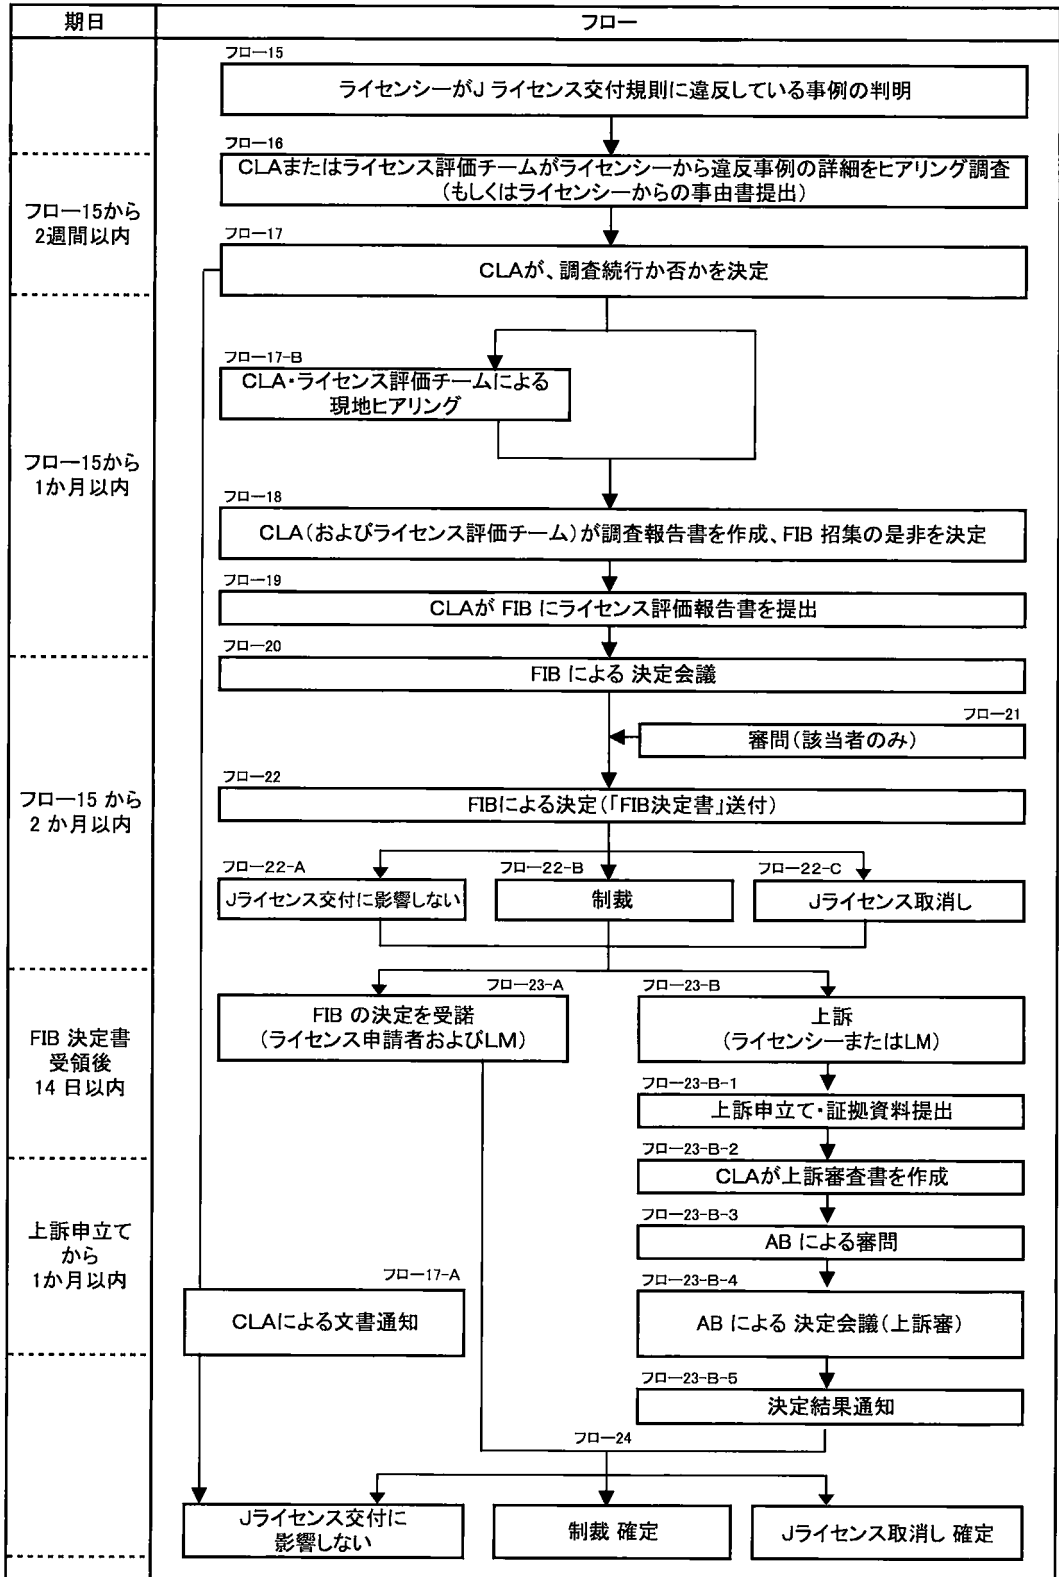 期日
フロー
フロー15
ライセンシーがJ ライセンス交付規則に違反している事例の判明
フロー16
CLAまたはライセンス評価チームがライセンシーから違反事例の詳細をヒアリング調査
(もしくはライセンシーからの事由書提出)
フロー15から
2週間以内
フロー17
CLAが、調査続行か否かを決定
フロー17-B
CLA・ライセンス評価チームによる
現地ヒアリング
フロー15から
1か月以内
フロー18
CLA(およびライセンス評価チーム)が調査報告書を作成、FIB 招集の是非を決定
フロー19
CLAが FIB にライセンス評価報告書を提出
フロー20
FIB による 決定会議
フロー21
審問(該当者のみ)
フロー15 から
2 か月以内
フロー22
FIBによる決定(「FIB決定書」送付)
フロー22-A
Jライセンス交付に影響しない
フロー22-B
制裁
フロー22-C
Jライセンス取消し
FIB 決定書
受領後
14 日以内
フロー23-A
FIB の決定を受諾
(ライセンス申請者およびLM)
フロー23-B
上訴
(ライセンシーまたはLM)
フロー23-B-1
上訴申立て・証拠資料提出
フロー23-B-2
CLAが上訴審査書を作成
上訴申立て
から
1か月以内
フロー23-B-3
AB による審問
フロー17-A
CLAによる文書通知
フロー23-B-4
AB による 決定会議(上訴審)
フロー23-B-5
決定結果通知
フロー24
Jライセンス交付に
影響しない
制裁 確定
Jライセンス取消し 確定